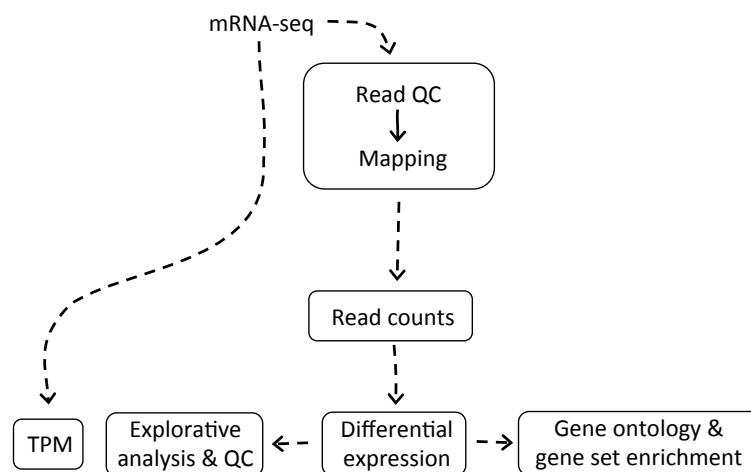 mRNA-seq
Read QC
Mapping
Read counts
TPM
Explorative
analysis & QC
Differential
expression
Gene ontology &
gene set enrichment